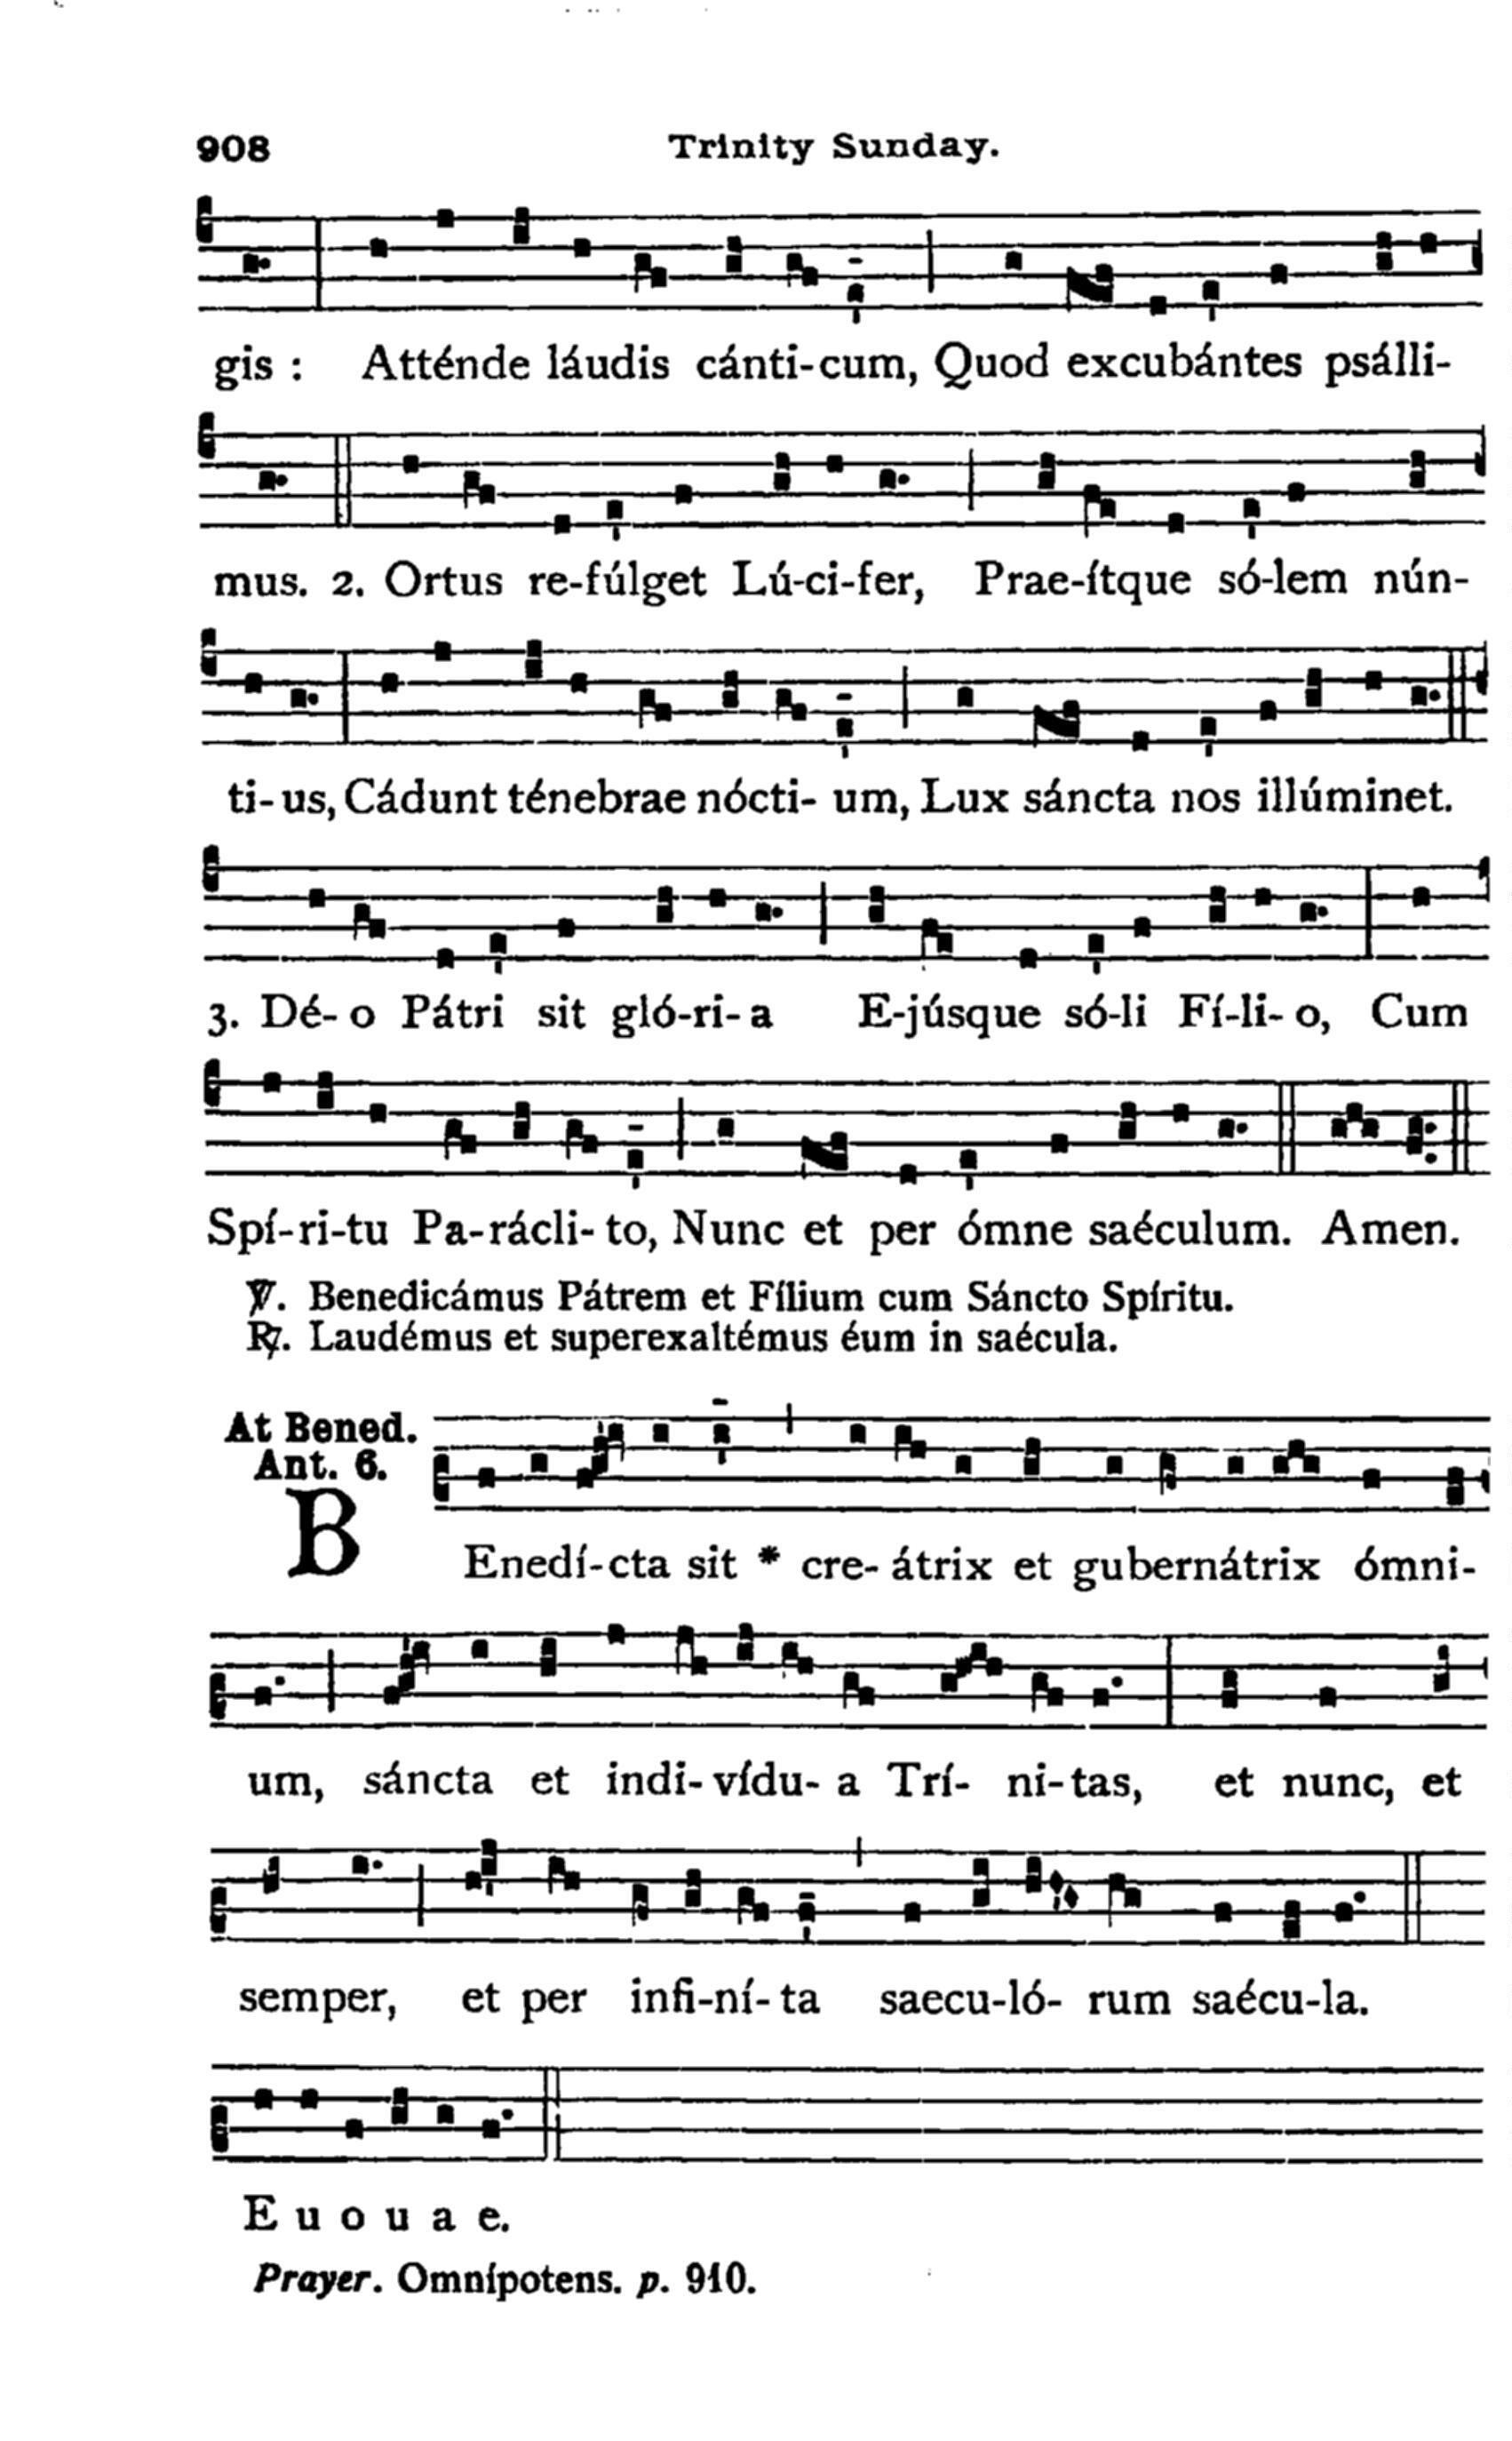 908 Trinity Sunday.
gis : Atténde láudis cánti-cum, Quod excubántes psálli-
mus. 2. Ortus re-fúlget Lú-ci-fer, Prae-ítque só-lem nún-
ti-us, Cádunt ténebrae nócti- um, Lux sáncta nos illúminet.
3. Dé-o Pátri sit gló-ri-a E-júsque só-li Fí-li-o, Cum
Spí-ri-tu Pa-rácli-to, Nunc et per ómne saéculum. Amen.
℣. Benedicámus Pátrem et Fílium cum Sáncto Spíritu.
℟. Laudémus et superexaltémus éum in saécula.
At Bened.
Ant. 6.
BEnedí-cta sit * cre-átrix et gubernátrix ómni-
um, sáncta et indi-vídu-a Trí- ni-tas, et nunc, et
semper, et per infi-ní-ta saecu-ló- rum saécu-la.
E u o u a e.
Prayer. Omnípotens. p. 910.